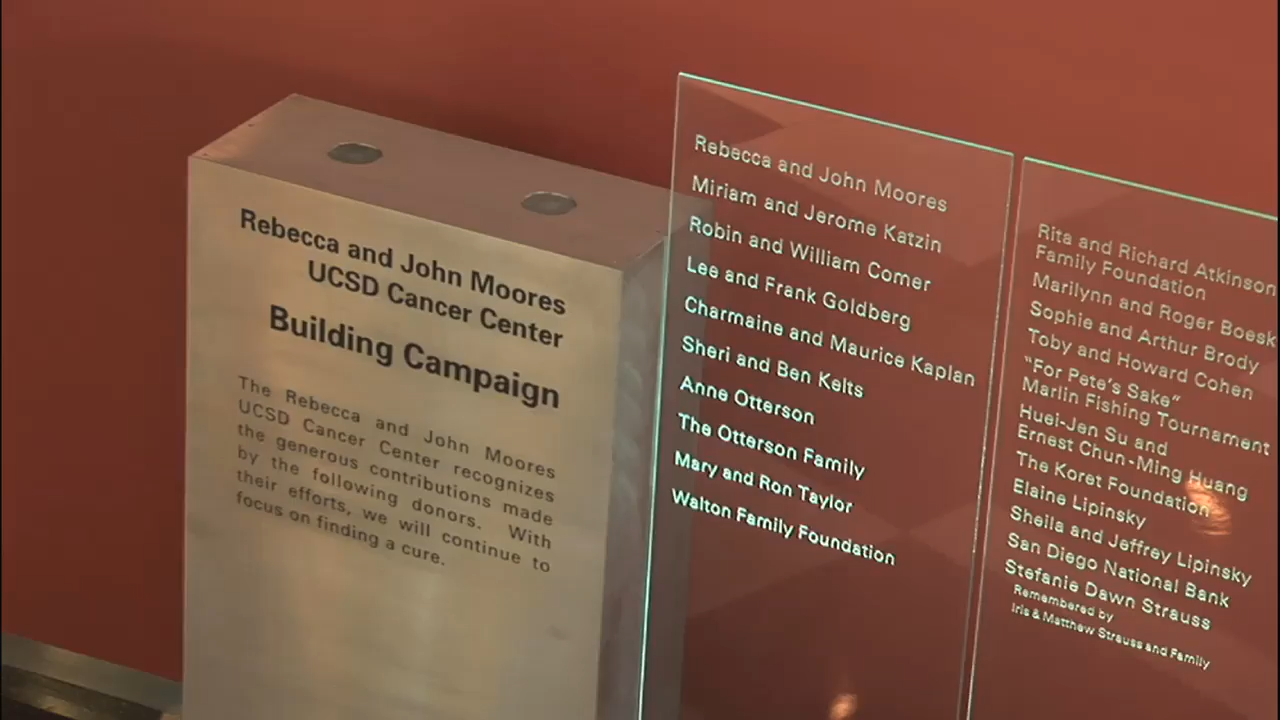 Rebecca and John Moores
UCSD Cancer Center
Building Campaign
The Rebecca and John Moores
UCSD Cancer Center recognizes
the generous contributions made
by the following donors. With
their efforts, we will continue to
focus on finding a cure.
Rebecca and John Moores
Miriam and Jerome Katzin
Robin and William Comer
Lee and Frank Goldberg
Charmaine and Maurice Kaplan
Sheri and Ben Kelts
Anne Otterson
The Otterson Family
Mary and Ron Taylor
Walton Family Foundation
Rita and Richard Atkinson
Family Foundation
Marilynn and Roger
Sophie and Arthur Brody
Toby and Howard Cohen
"For Pete's Sake"
Marlin Fishing Tournament
Huei-Jen Su and
Ernest Chun-Ming Huang
The Koret Foundation
Elaine Lipinsky
Sheila and Jeffrey Lipinsky
San Diego National Bank
Stefanie Dawn Strauss
Remembered by
Iris & Matthew Strauss and Family